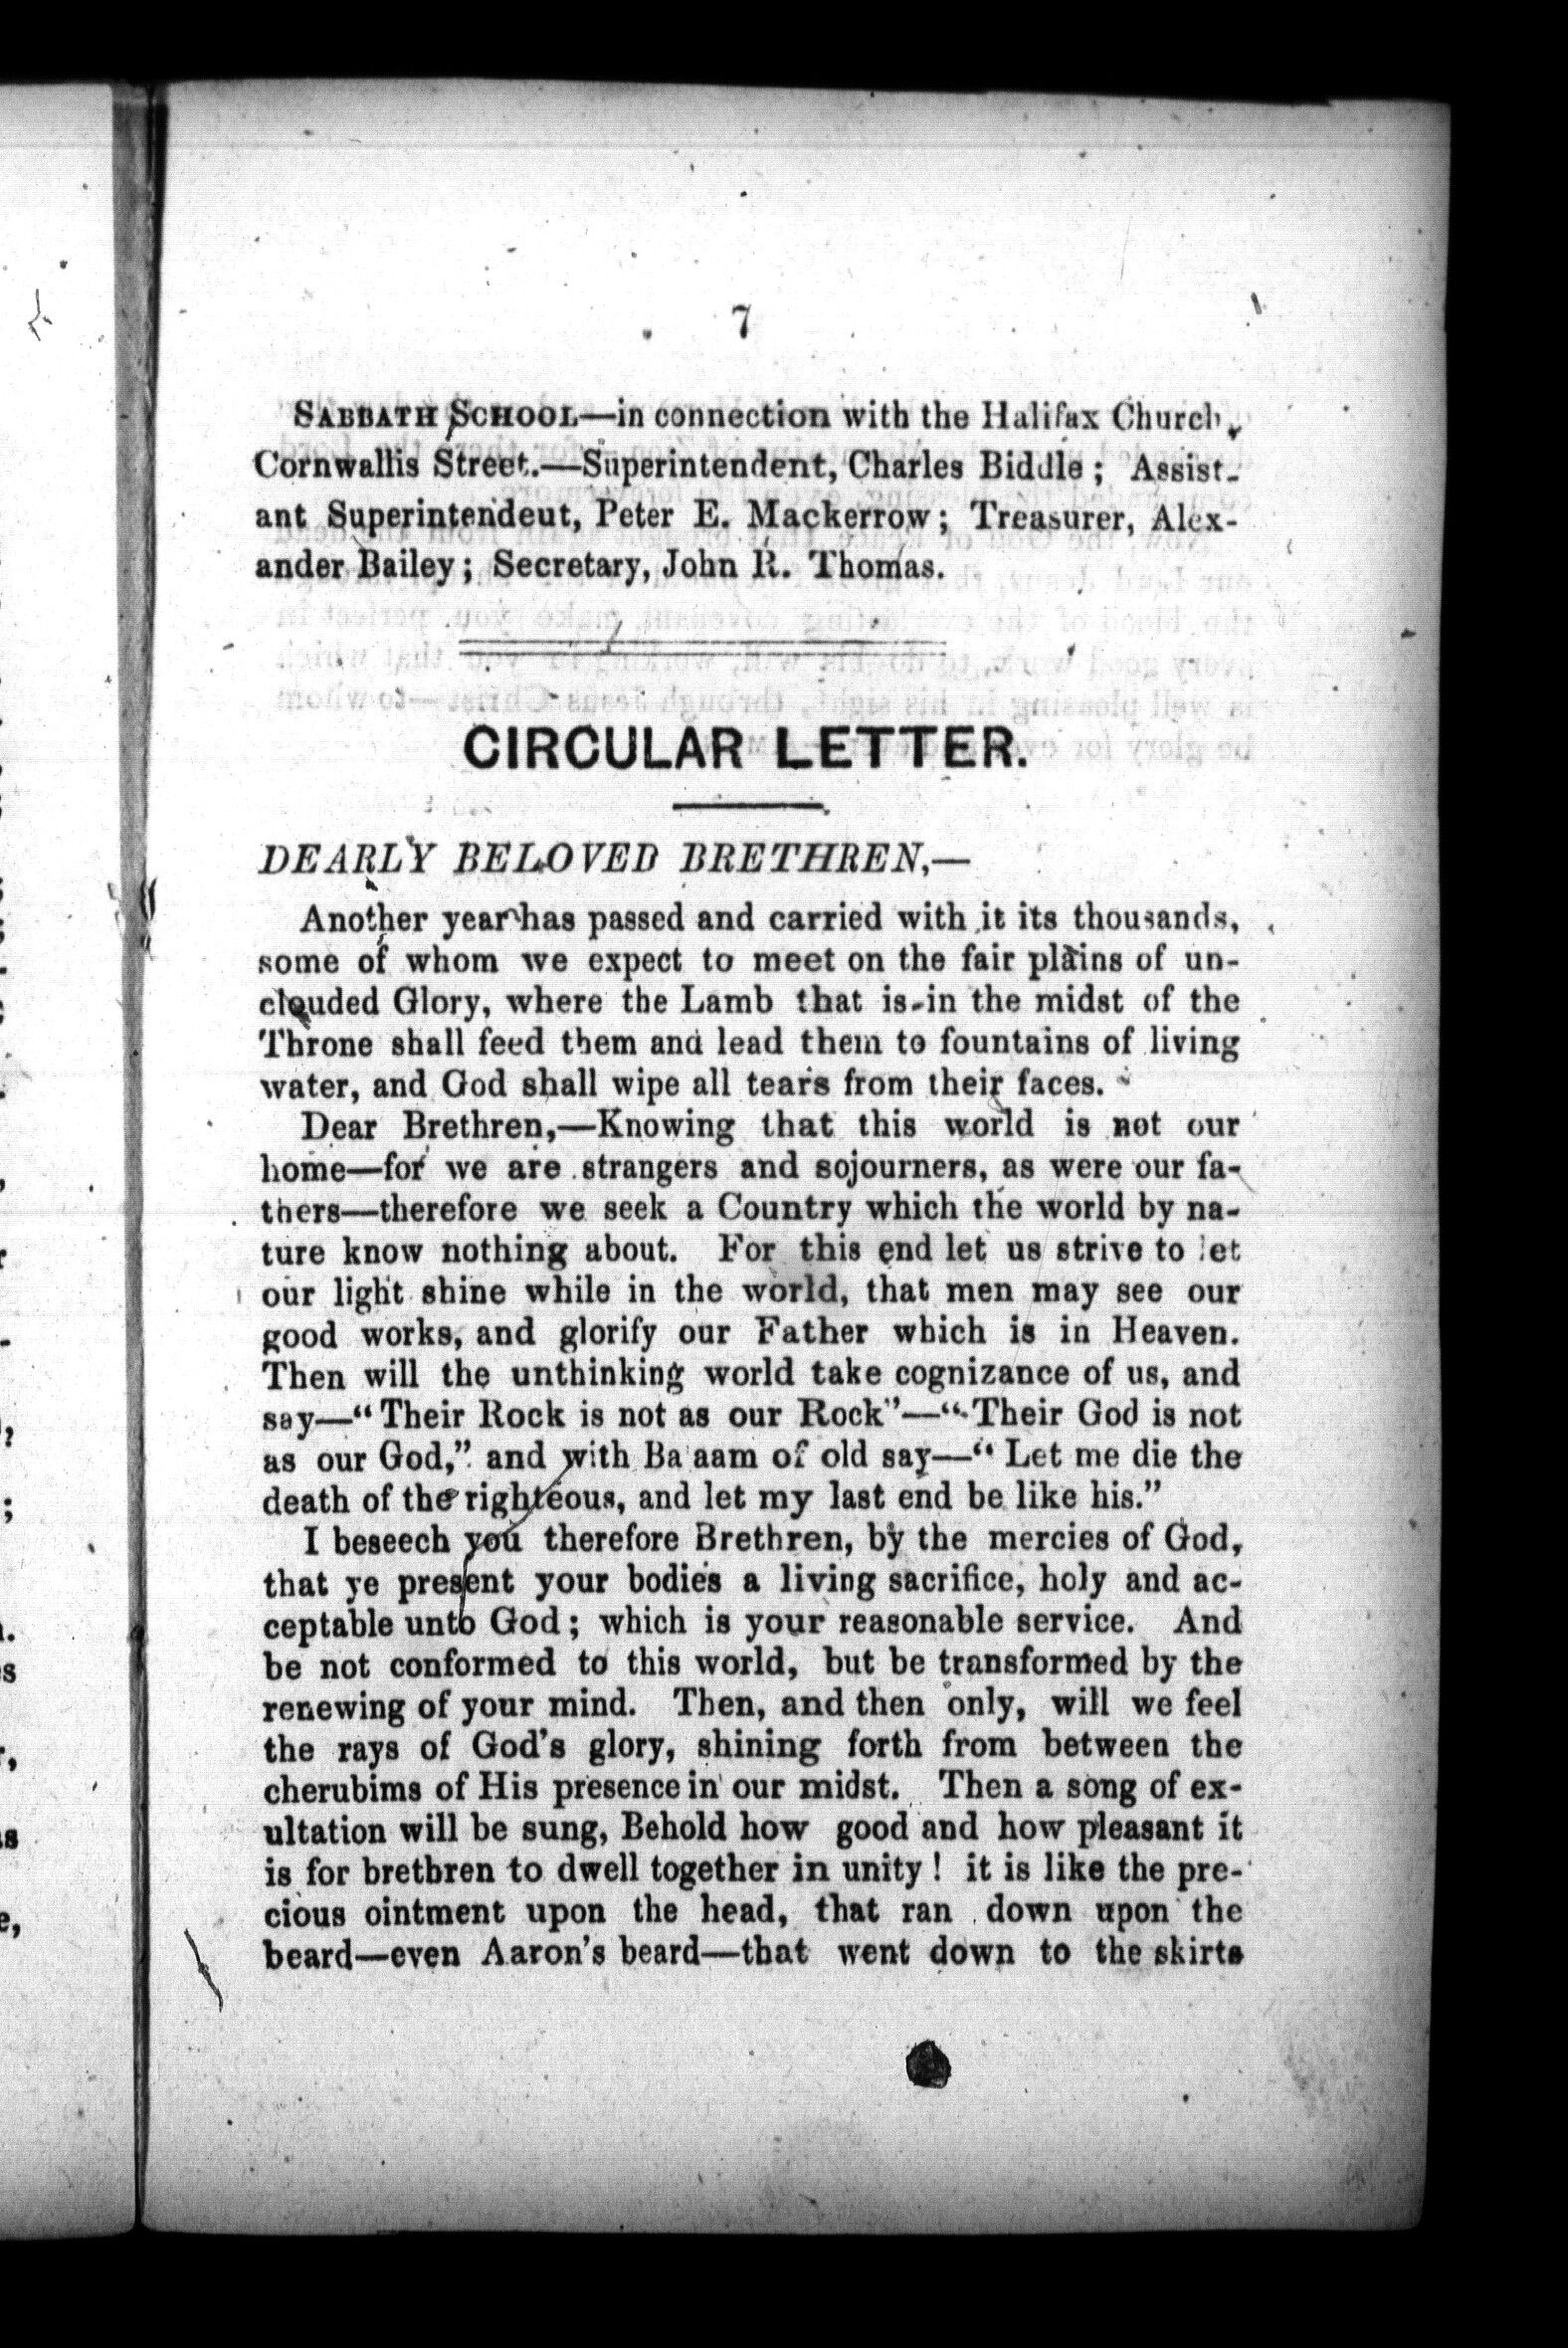 7
SABBATH SCHOOL—in connection with the Halifax Church,
Cornwallis Street.—Superintendent, Charles Biddle; Assist-
ant Superintendeut, Peter E. Mackerrow; Treasurer, Alex-
ander Bailey; Secretary, John R. Thomas.
CIRCULAR LETTER.
DEARLY BELOVED BRETHREN,—
Another year has passed and carried with it its thousands,
some of whom we expect to meet on the fair plains of un-
clouded Glory, where the Lamb that is in the midst of the
Throne shall feed them and lead them to fountains of living
water, and God shall wipe all tears from their faces.
Dear Brethren,—Knowing that this world is not our
home—for we are strangers and sojourners, as were our fa-
thers—therefore we seek a Country which the world by na-
ture know nothing about. For this end let us strive to let
our light shine while in the world, that men may see our
good works, and glorify our Father which is in Heaven.
Then will the unthinking world take cognizance of us, and
say—"Their Rock is not as our Rock"—"Their God is not
as our God," and with Ba aam of old say—"Let me die the
death of the righteous, and let my last end be like his."
I beseech you therefore Brethren, by the mercies of God,
that ye present your bodies a living sacrifice, holy and ac-
ceptable unto God; which is your reasonable service. And
be not conformed to this world, but be transformed by the
renewing of your mind. Then, and then only, will we feel
the rays of God's glory, shining forth from between the
cherubims of His presence in our midst. Then a song of ex-
ultation will be sung, Behold how good and how pleasant it
is for brethren to dwell together in unity! it is like the pre-
cious ointment upon the head, that ran down upon the
beard—even Aaron's beard—that went down to the skirts